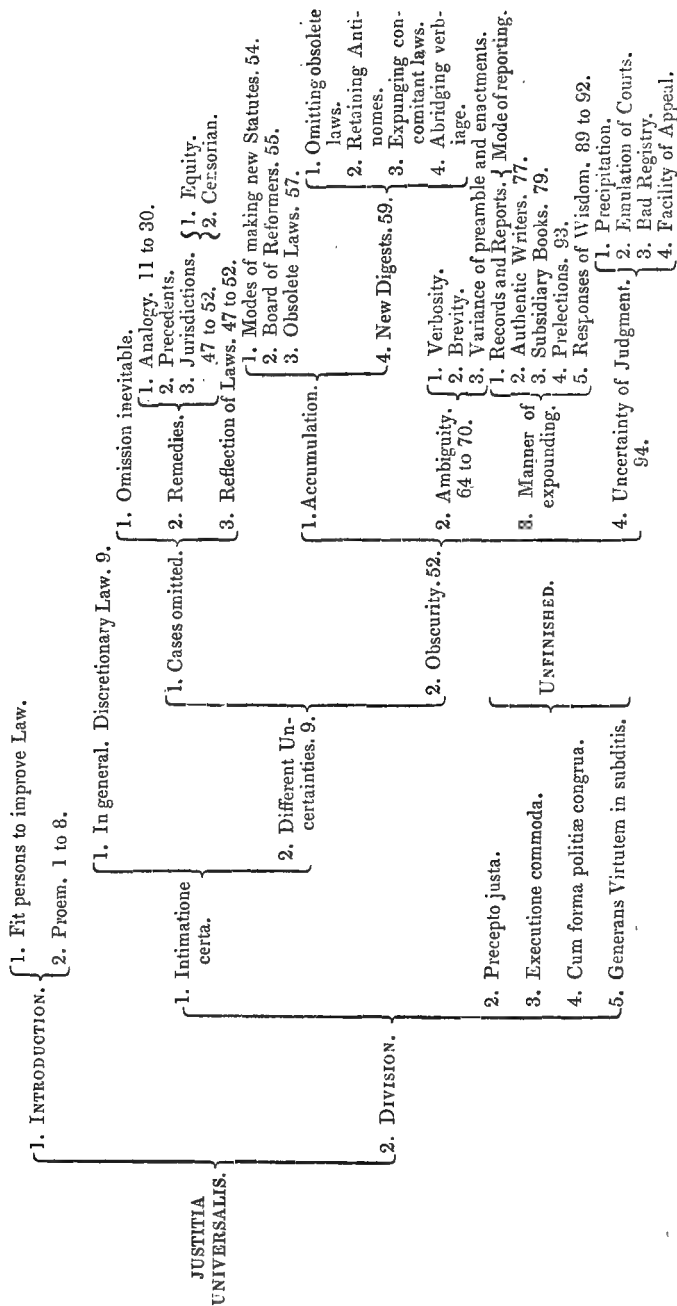 JUSTITIA
UNIVERSALIS.
1. INTRODUCTION.
1. Fit persons to improve Law.
2. Proem. 1 to 8.
2. DIVISION.
1. Intimatione
certa.
1. In general. Discretionary Law. 9.
2. Different Un-
certainties. 9.
1. Cases omitted.
1. Omission inevitable.
2. Remedies.
1. Analogy. 11 to 30.
2. Precedents.
3. Jurisdictions.
47 to 52.
1. Equity.
2. Censorian.
3. Reflection of Laws. 47 to 52.
2. Obscurity. 52.
1. Accumulation.
1. Modes of making new Statutes. 54.
2. Board of Reformers. 55.
3. Obsolete Laws. 57.
4. New Digests. 59.
1. Omitting obsolete
laws.
2. Retaining Anti-
nomes.
3. Expunging con-
comitant laws.
4. Abridging verb-
iage.
2. Ambiguity.
64 to 70.
1. Verbosity.
2. Brevity.
3. Variance of preamble and enactments.
3. Manner of
expounding.
1. Records and Reports. Mode of reporting.
2. Authentic Writers. 77.
3. Subsidiary Books. 79.
4. Prelections. 93.
5. Responses of Wisdom. 89 to 92.
4. Uncertainty of Judgment.
94.
1. Precipitation.
2. Emulation of Courts.
3. Bad Registry.
4. Facility of Appeal.
2. Precepto justa.
3. Executione commoda.
4. Cum forma politiæ congrua.
5. Generans Virtutem in subditis.
UNFINISHED.